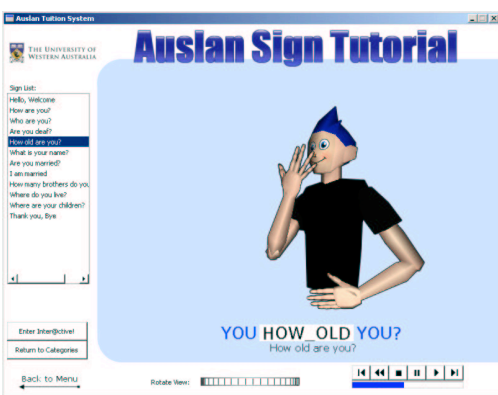 Auslan Tuition System
THE UNIVERSITY OF
WESTERN AUSTRALIA
Auslan Sign Tutorial
Sign List:
Hello, Welcome
How are you?
Who are you?
Are you deaf?
How old are you?
What is your name?
Are you married?
I am married
How many brothers do you
Where do you live?
Where are your children?
Thank you, Bye
YOU HOW_OLD YOU?
How old are you?
Enter Inter@ctive!
Return to Categories
Back to Menu
Rotate View: